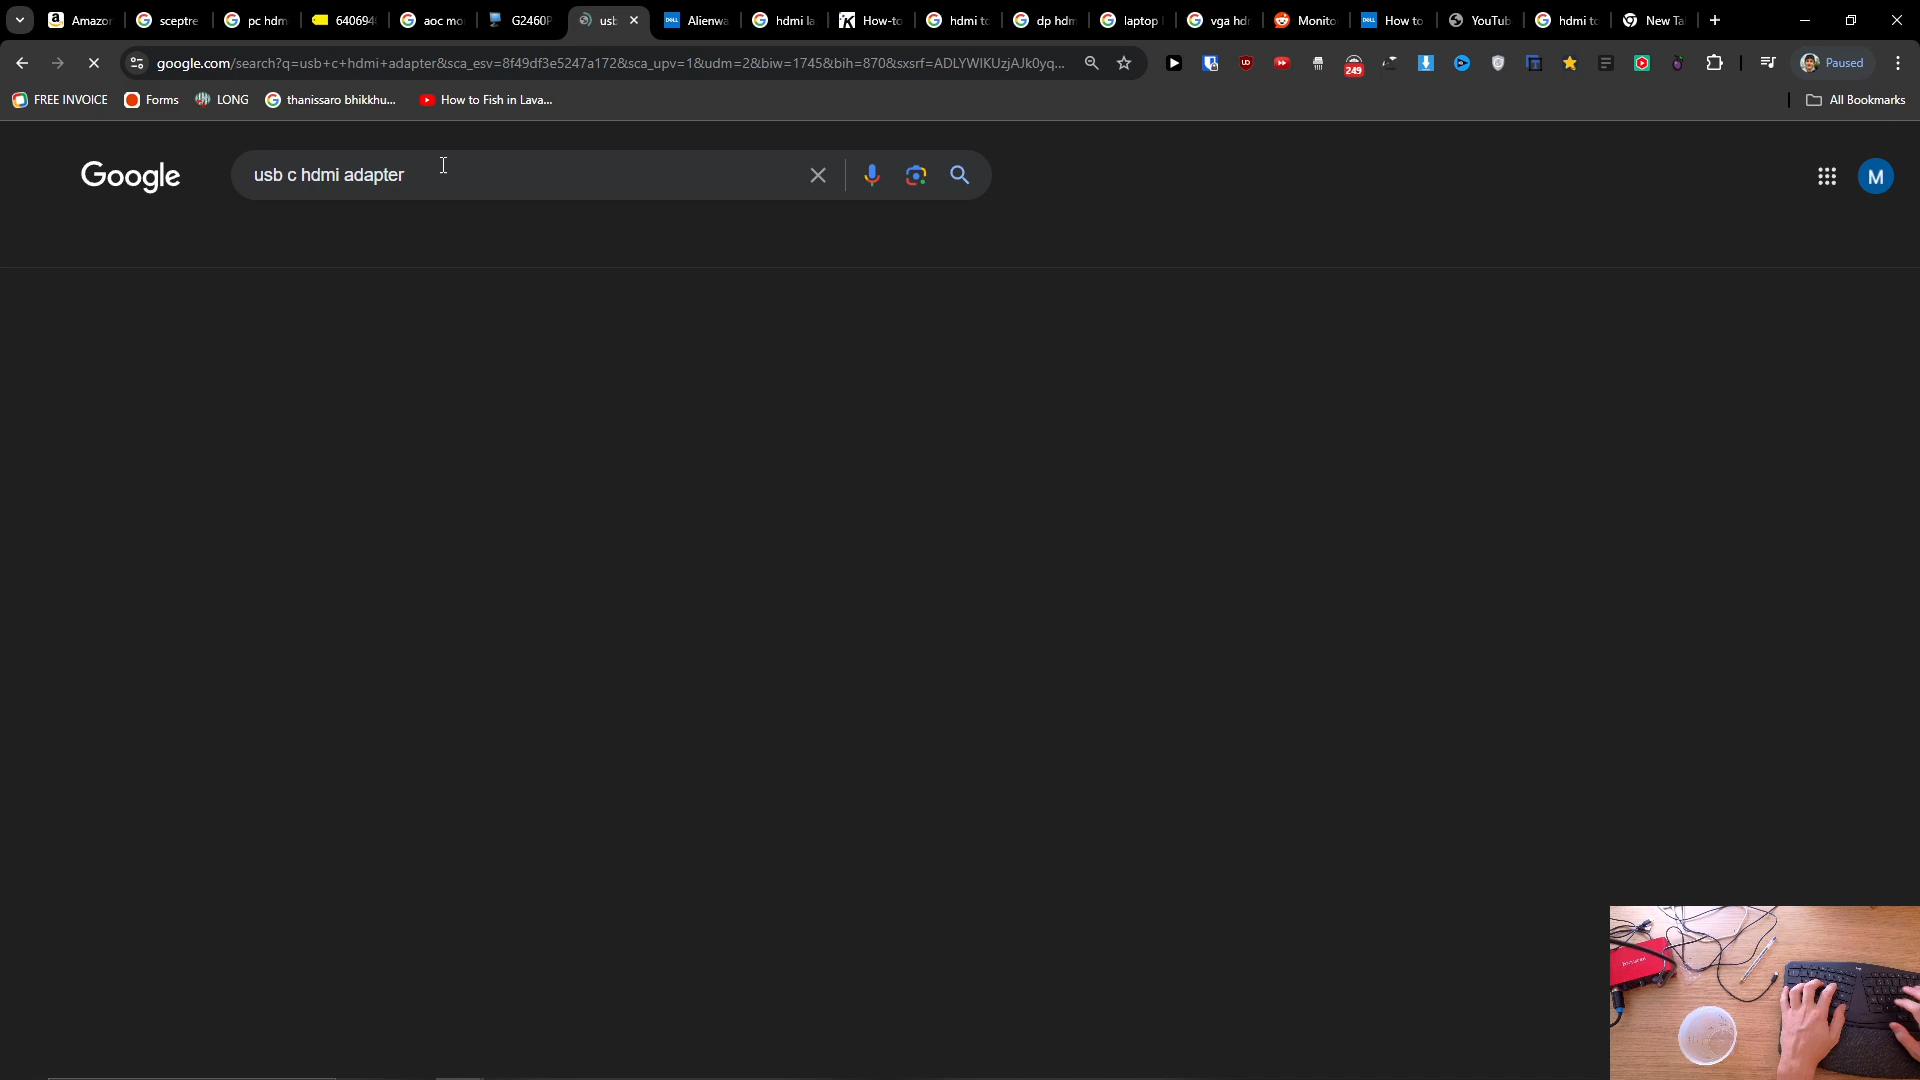 Amazon
sceptre
pc hdm
640694
aoc mo
G2460P
usb
Alienwa
hdmi la
How-to
hdmi to
dp hdm
laptop
vga hdm
Monito
How to
YouTub
hdmi to
New Ta
google.com/search?q=usb+c+hdmi+adapter&sca_esv=8f49df3e5247a172&sca_upv=1&udm=2&biw=1745&bih=870&sxsrf=ADLYWIKUzjAJk0yq...
249
Paused
FREE INVOICE
Forms
LONG
thanissaro bhikkhu...
How to Fish in Lava...
All Bookmarks
Google
usb c hdmi adapter
M